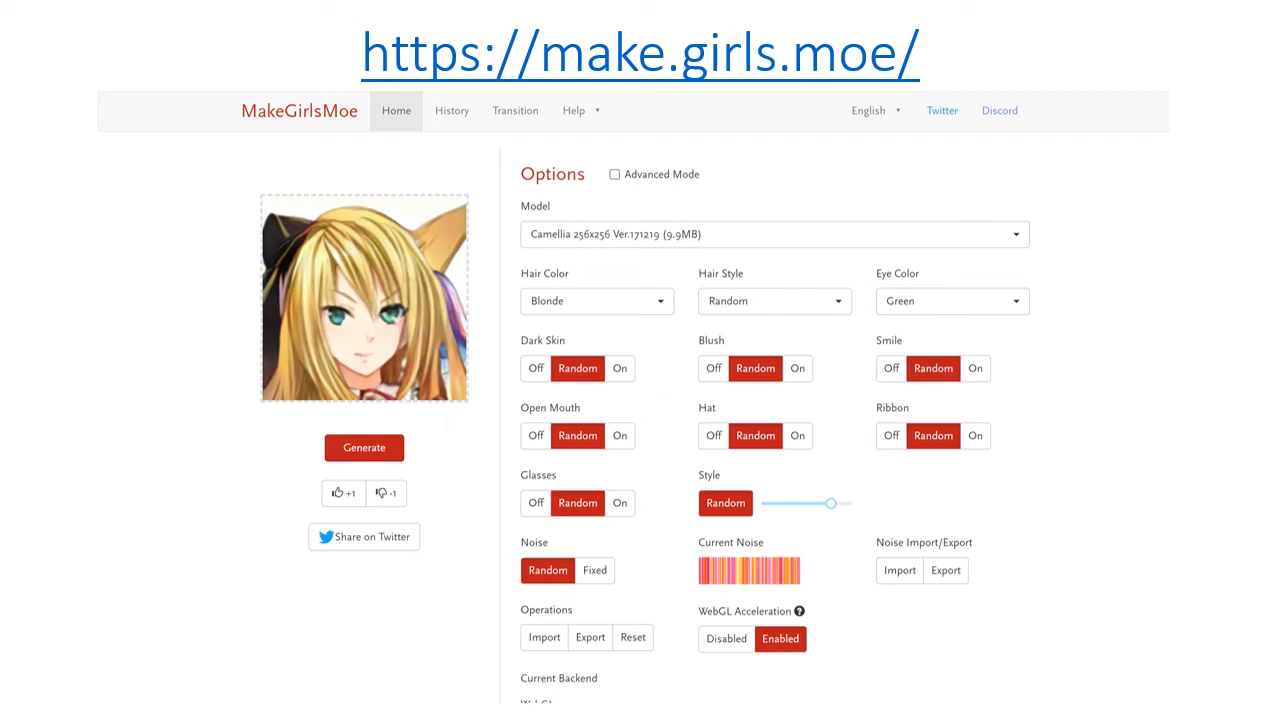 https://make.girls.moe/
MakeGirlsMoe Home History Transition Help English Twitter Discord
Options Advanced Mode
Model
Camellia 256x256 Ver.171219 (9.9MB)
Hair Color Hair Style Eye Color
Blonde Random Green
Dark Skin Blush Smile
Off Random On Off Random On Off Random On
Open Mouth Hat Ribbon
Off Random On Off Random On Off Random On
Generate
Glasses Style
+1 -1
Off Random On Random
Share on Twitter
Noise Current Noise Noise Import/Export
Random Fixed Import Export
Operations WebGL Acceleration ?
Import Export Reset Disabled Enabled
Current Backend